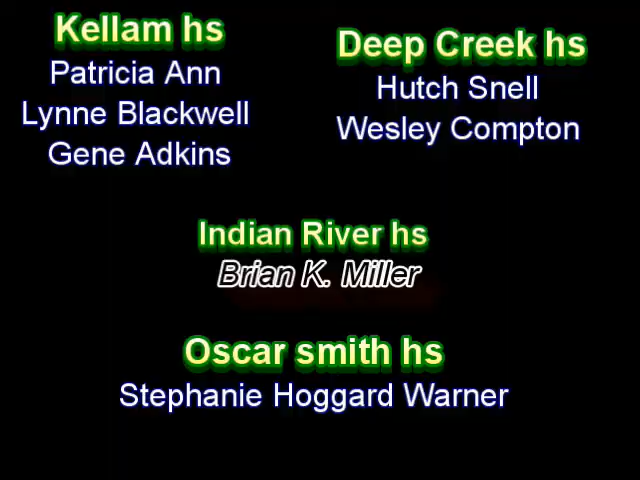 Kellam hs
Patricia Ann
Lynne Blackwell
Gene Adkins
Deep Creek hs
Hutch Snell
Wesley Compton
Indian River hs
Brian K. Miller
Oscar smith hs
Stephanie Hoggard Warner